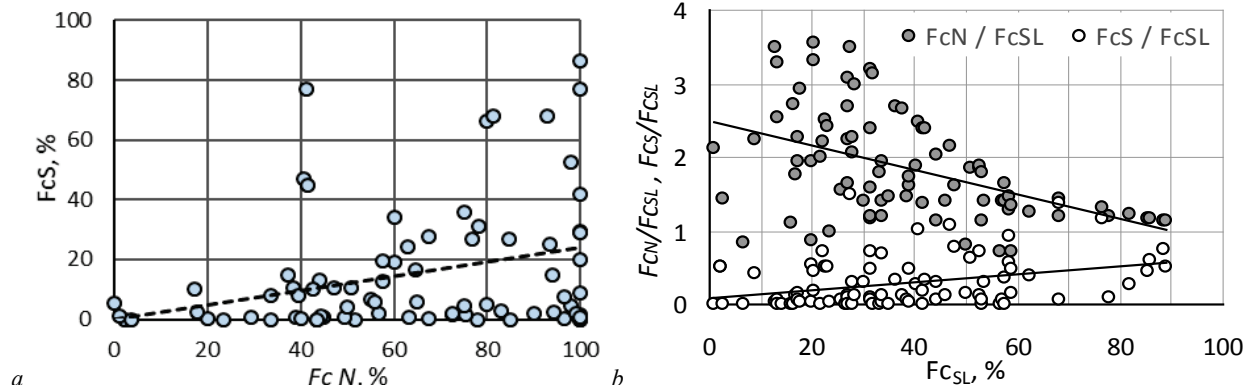 100
80
60
40
20
0
FcS, %
0 20 40 60 80 100
Fc N, %
a
4
3
2
1
0
FCN/FCSL , FCS/FCSL
FcN / FcSL FcS / FcSL
0 20 40 60 80 100
FcSL, %
b